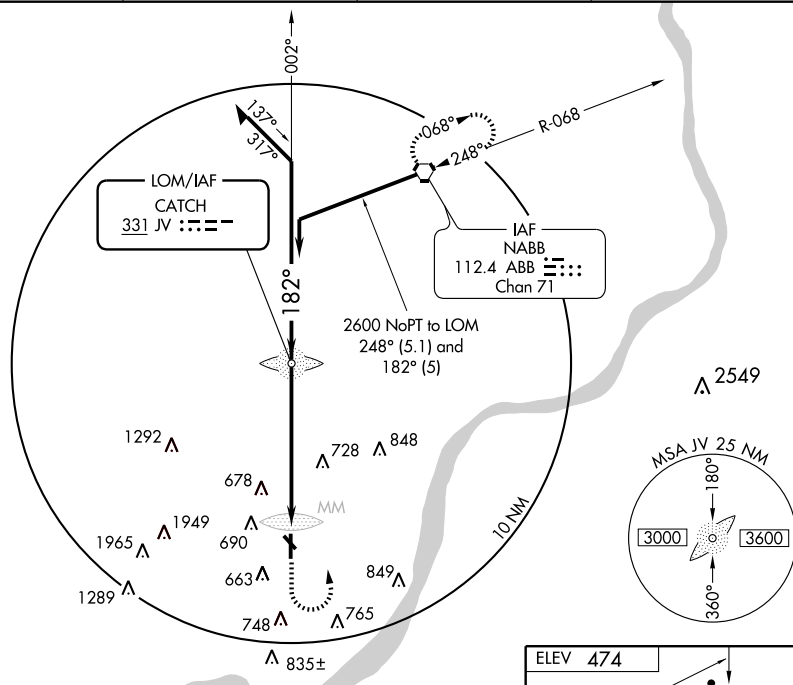 002°
137°
317°
068°
R-068
248°
LOM/IAF
CATCH
331 JV
IAF
NABB
112.4 ABB
Chan 71
182°
2600 NoPT to LOM
248° (5.1) and
182° (5)
2549
1292
728
848
678
MM
MSA JV 25 NM
180°
10 NM
1949
1965
690
3000
3600
1289
663
849
360°
748
765
835±
ELEV 474